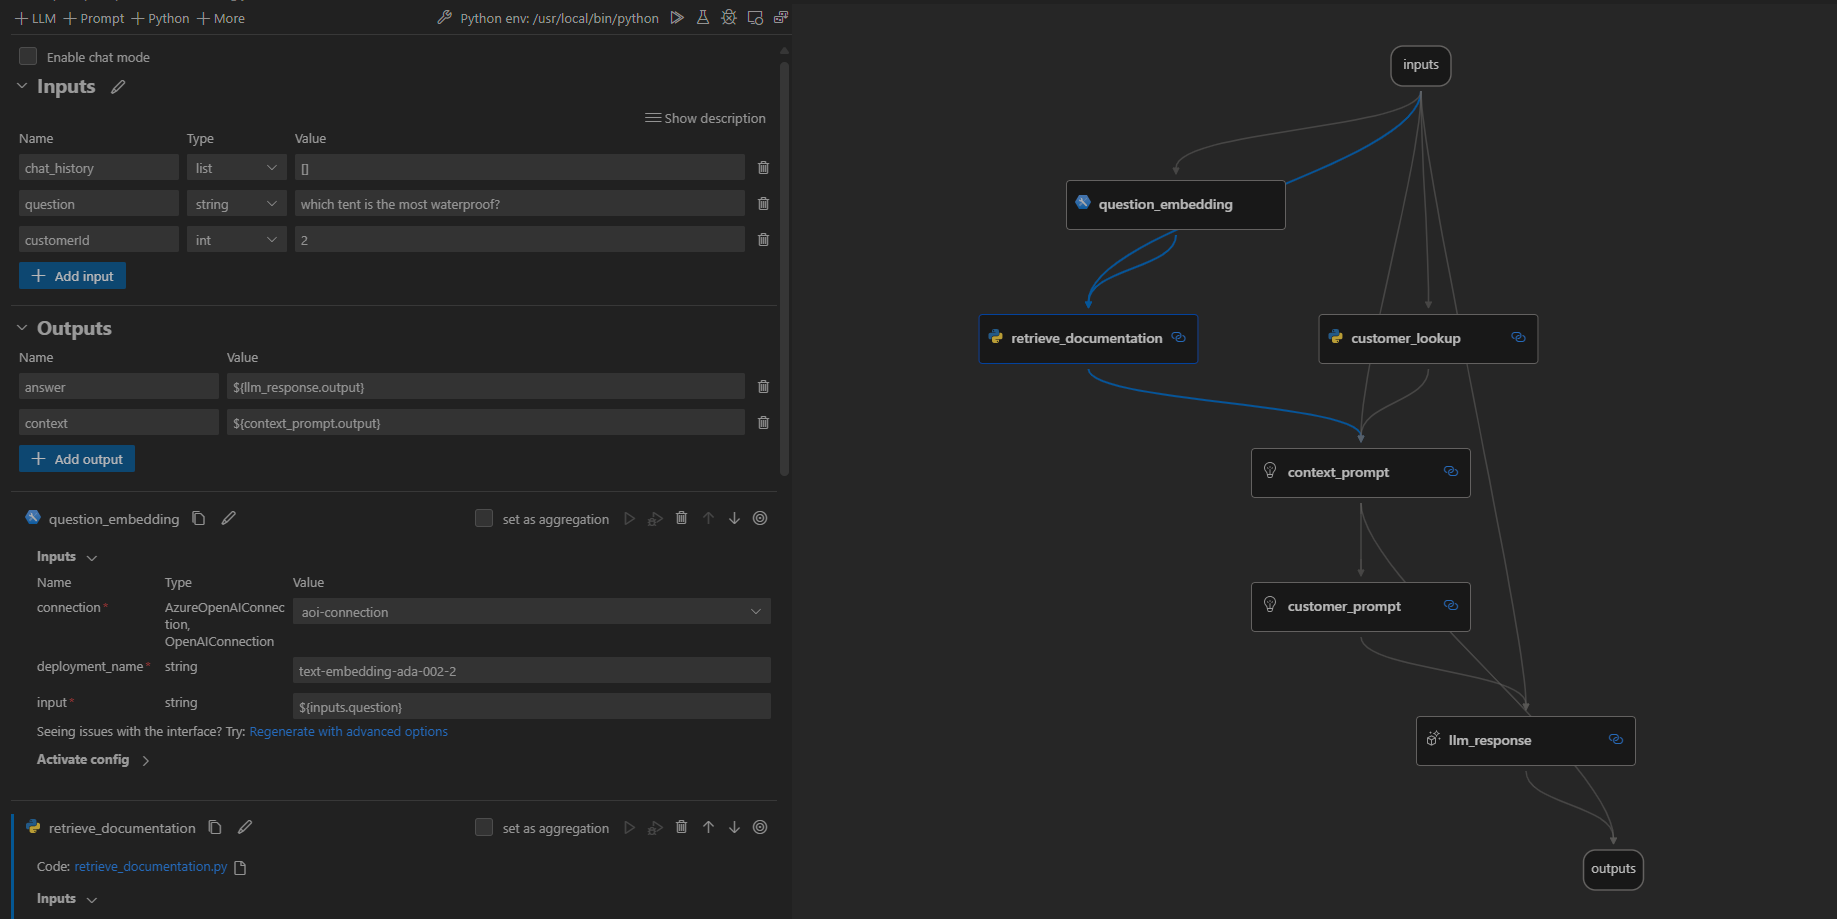 LLM Prompt Python More Python env: /usr/local/bin/python
Enable chat mode
Inputs
Show description
Name Type Value
chat_history list []
question string which tent is the most waterproof?
customerId int 2
Add input
Outputs
Name Value
answer ${llm_response.output}
context ${context_prompt.output}
Add output
question_embedding set as aggregation
Inputs
Name Type Value
connection* AzureOpenAIConnec aoi-connection
tion,
OpenAIConnection
deployment_name* string text-embedding-ada-002-2
input* string ${inputs.question}
Seeing issues with the interface? Try: Regenerate with advanced options
Activate config
retrieve_documentation set as aggregation
Code: retrieve_documentation.py
Inputs
inputs
question_embedding
retrieve_documentation
customer_lookup
context_prompt
customer_prompt
llm_response
outputs